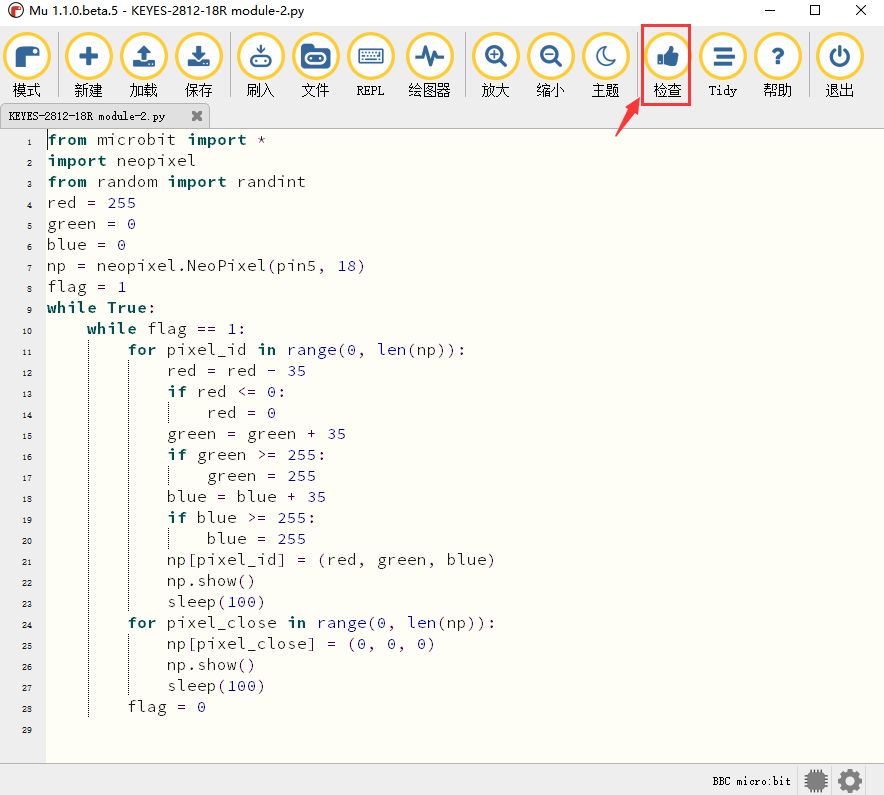 Mu 1.1.0.beta.5 - KEYES-2812-18R module-2.py
模式 新建 加载 保存 刷入 文件 REPL 绘图器 放大 缩小 主题 检查 Tidy 帮助 退出
KEYES-2812-18R module-2.py
1 from microbit import *
2 import neopixel
3 from random import randint
4 red = 255
5 green = 0
6 blue = 0
7 np = neopixel.NeoPixel(pin5, 18)
8 flag = 1
9 while True:
10     while flag == 1:
11         for pixel_id in range(0, len(np)):
12             red = red - 35
13             if red <= 0:
14                 red = 0
15             green = green + 35
16             if green >= 255:
17                 green = 255
18             blue = blue + 35
19             if blue >= 255:
20                 blue = 255
21             np[pixel_id] = (red, green, blue)
22             np.show()
23             sleep(100)
24         for pixel_close in range(0, len(np)):
25             np[pixel_close] = (0, 0, 0)
26             np.show()
27             sleep(100)
28         flag = 0
29
BBC micro:bit